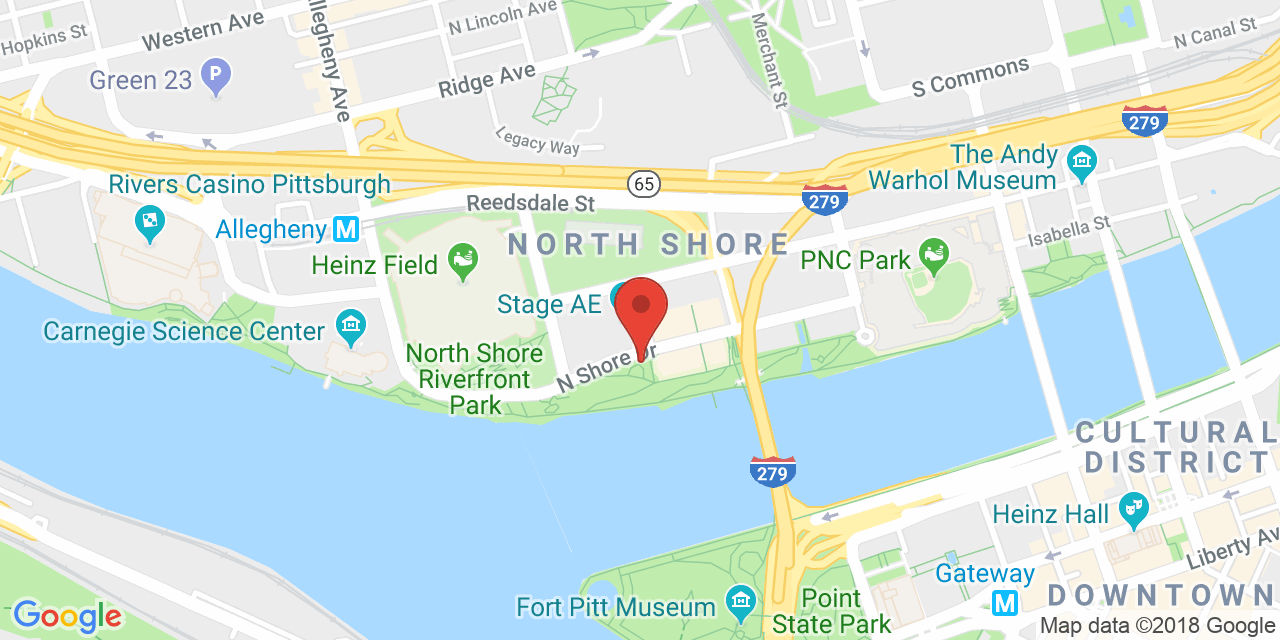 Hopkins St
Western Ave
N Lincoln Ave
Allegheny Ave
Merchant St
N Canal St
Green 23
P
Ridge Ave
S Commons
Legacy Way
279
The Andy
Warhol Museum
65
279
Rivers Casino Pittsburgh
Reedsdale St
Allegheny M
NORTH SHORE
Isabella St
Heinz Field
PNC Park
Stage AE
Carnegie Science Center
North Shore
Riverfront
Park
N Shore Dr
CULTURAL
DISTRICT
279
Heinz Hall
Liberty Av
Gateway
M
Fort Pitt Museum
Point
State Park
DOWNTOWN
Google
Map data ©2018 Google